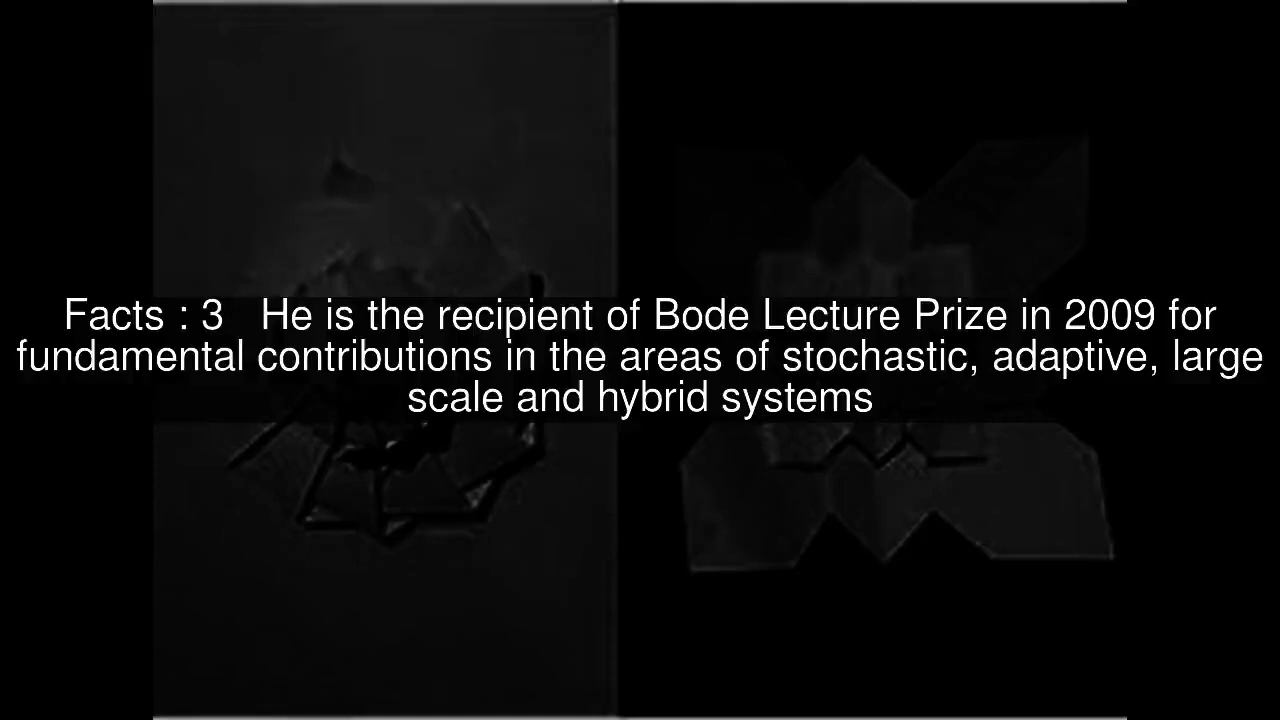 Facts : 3   He is the recipient of Bode Lecture Prize in 2009 for
fundamental contributions in the areas of stochastic, adaptive, large
scale and hybrid systems